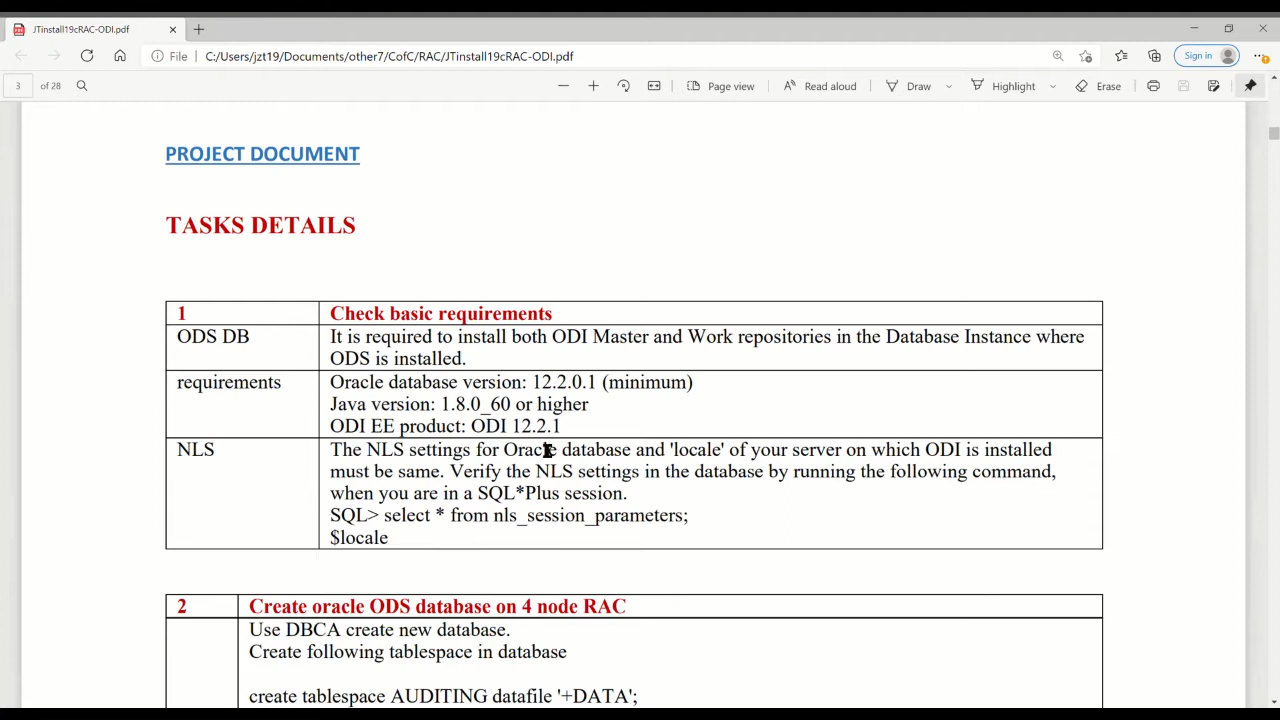 JTinstall19cRAC-ODI.pdf
File
C:/Users/jzt19/Documents/other7/CofC/RAC/JTinstall19cRAC-ODI.pdf
Sign in
3
of 28
Page view
Read aloud
Draw
Highlight
Erase
PROJECT DOCUMENT
TASKS DETAILS
1 Check basic requirements
ODS DB It is required to install both ODI Master and Work repositories in the Database Instance where
ODS is installed.
requirements Oracle database version: 12.2.0.1 (minimum)
Java version: 1.8.0_60 or higher
ODI EE product: ODI 12.2.1
NLS The NLS settings for Oracle database and 'locale' of your server on which ODI is installed
must be same. Verify the NLS settings in the database by running the following command,
when you are in a SQL*Plus session.
SQL> select * from nls_session_parameters;
$locale
2 Create oracle ODS database on 4 node RAC
Use DBCA create new database.
Create following tablespace in database
create tablespace AUDITING datafile '+DATA';